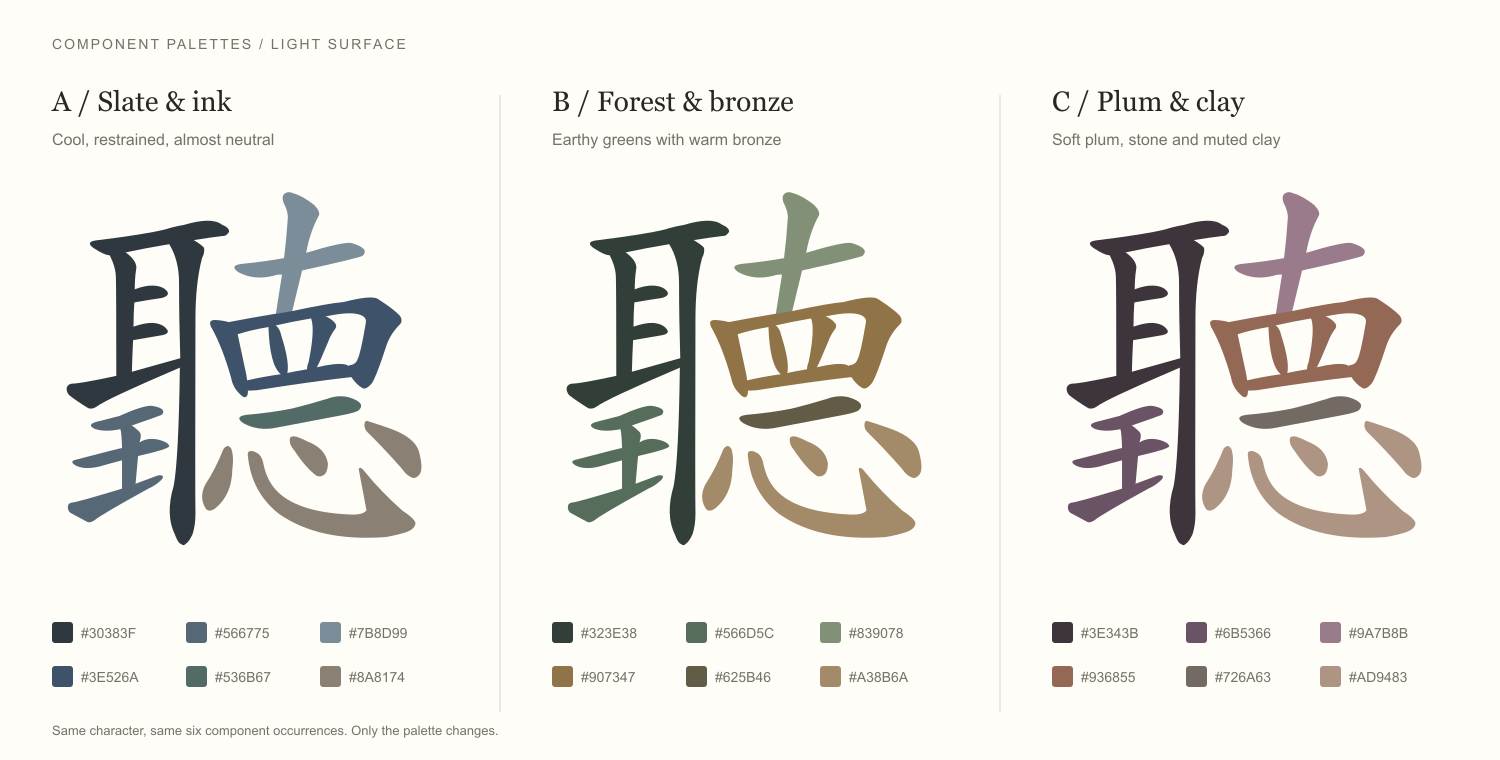 COMPONENT PALETTES / LIGHT SURFACE
A / Slate & ink
Cool, restrained, almost neutral
聽
#30383F #566775 #7B8D99
#3E526A #536B67 #8A8174
B / Forest & bronze
Earthy greens with warm bronze
聽
#323E38 #566D5C #839078
#907347 #625B46 #A38B6A
C / Plum & clay
Soft plum, stone and muted clay
聽
#3E343B #6B5366 #9A7B8B
#936855 #726A63 #AD9483
Same character, same six component occurrences. Only the palette changes.